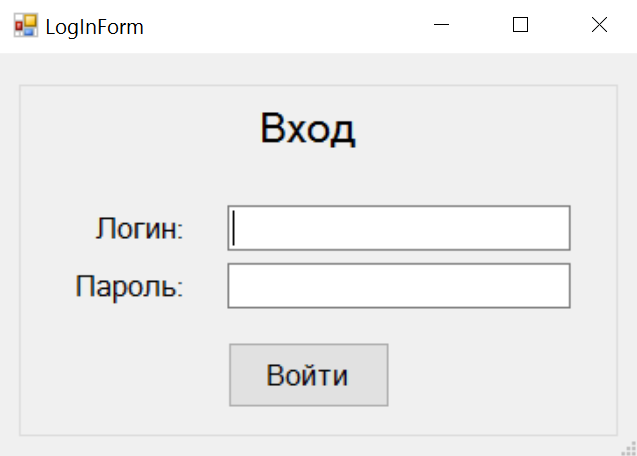 LogInForm
Вход
Логин:
Пароль:
Войти